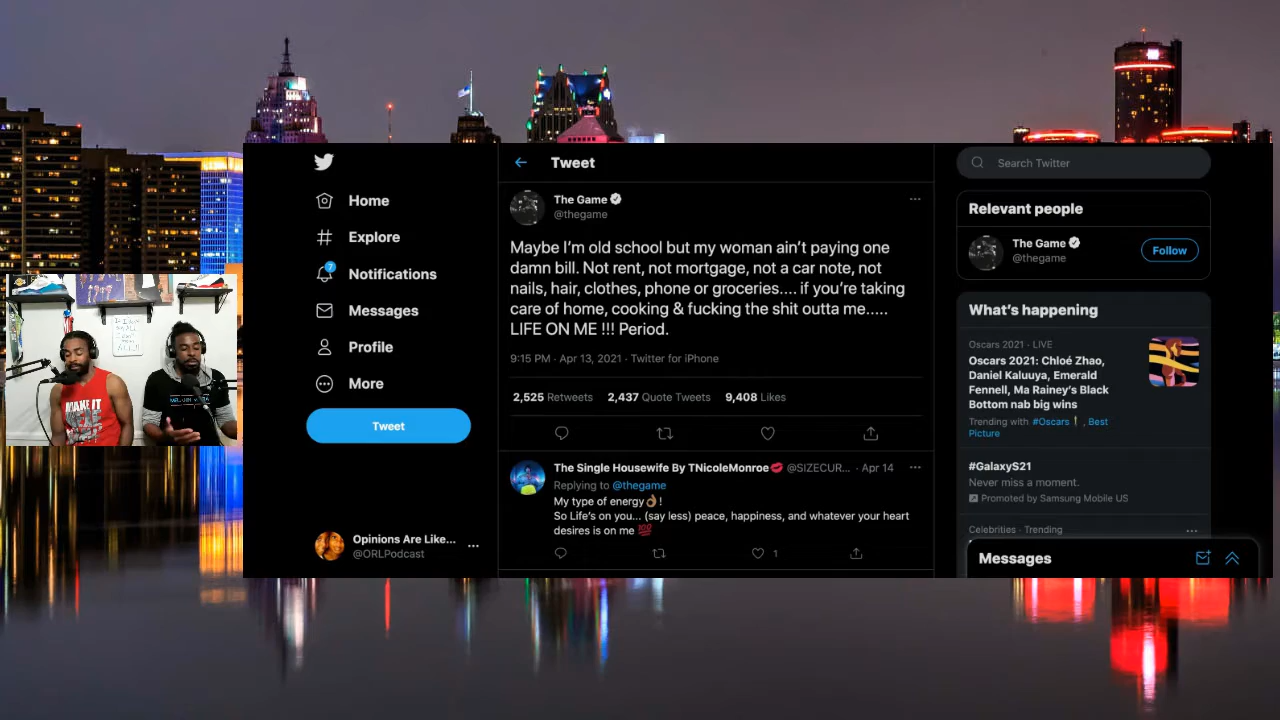 Home
Explore
7
Notifications
Messages
Profile
More
Tweet
Opinions Are Like...
@ORLPodcast
Tweet
The Game
@thegame
Maybe I'm old school but my woman ain't paying one
damn bill. Not rent, not mortgage, not a car note, not
nails, hair, clothes, phone or groceries.... if you're taking
care of home, cooking & fucking the shit outta me.....
LIFE ON ME !!! Period.
9:15 PM · Apr 13, 2021 · Twitter for iPhone
2,525 Retweets 2,437 Quote Tweets 9,408 Likes
The Single Housewife By TNicoleMonroe💋 @SIZECUR... · Apr 14
Replying to @thegame
My type of energy👌🏽!
So Life's on you... (say less) peace, happiness, and whatever your heart
desires is on me 💯
1
Search Twitter
Relevant people
The Game
@thegame
Follow
What's happening
Oscars 2021 · LIVE
Oscars 2021: Chloé Zhao,
Daniel Kaluuya, Emerald
Fennell, Ma Rainey's Black
Bottom nab big wins
Trending with #Oscars , Best
Picture
#GalaxyS21
Never miss a moment.
Promoted by Samsung Mobile US
Celebrities · Trending
Messages
MAKE IT